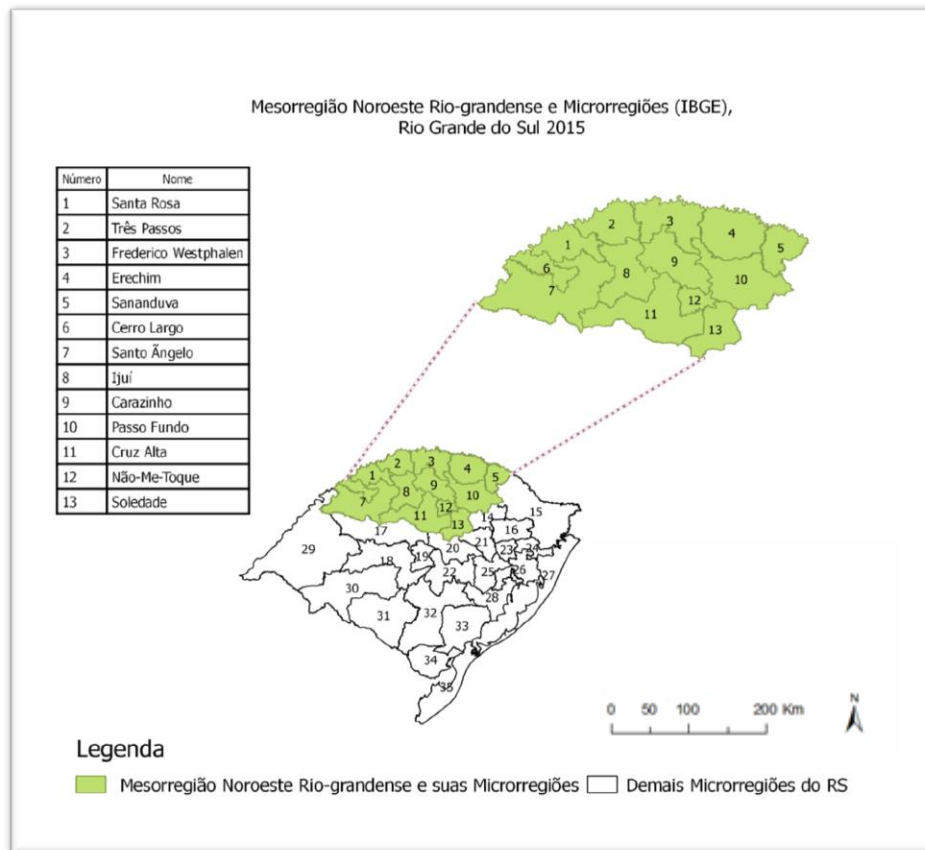 Mesorregião Noroeste Rio-grandense e Microrregiões (IBGE),
Rio Grande do Sul 2015
Número Nome
1 Santa Rosa
2 Três Passos
3 Frederico Westphalen
4 Erechim
5 Sananduva
6 Cerro Largo
7 Santo Ãngelo
8 Ijuí
9 Carazinho
10 Passo Fundo
11 Cruz Alta
12 Não-Me-Toque
13 Soledade
2 3 4
1 5
6 9
7 8 10
12
11
13
2 3 4
1 5
9
7 8 10
12
11 13 14 15
17 16
29 18 19 20 21 23 24
22 25 26 27
30 28
31 32 33
34
35
0 50 100 200 Km
N
Legenda
Mesorregião Noroeste Rio-grandense e suas Microrregiões Demais Microrregiões do RS